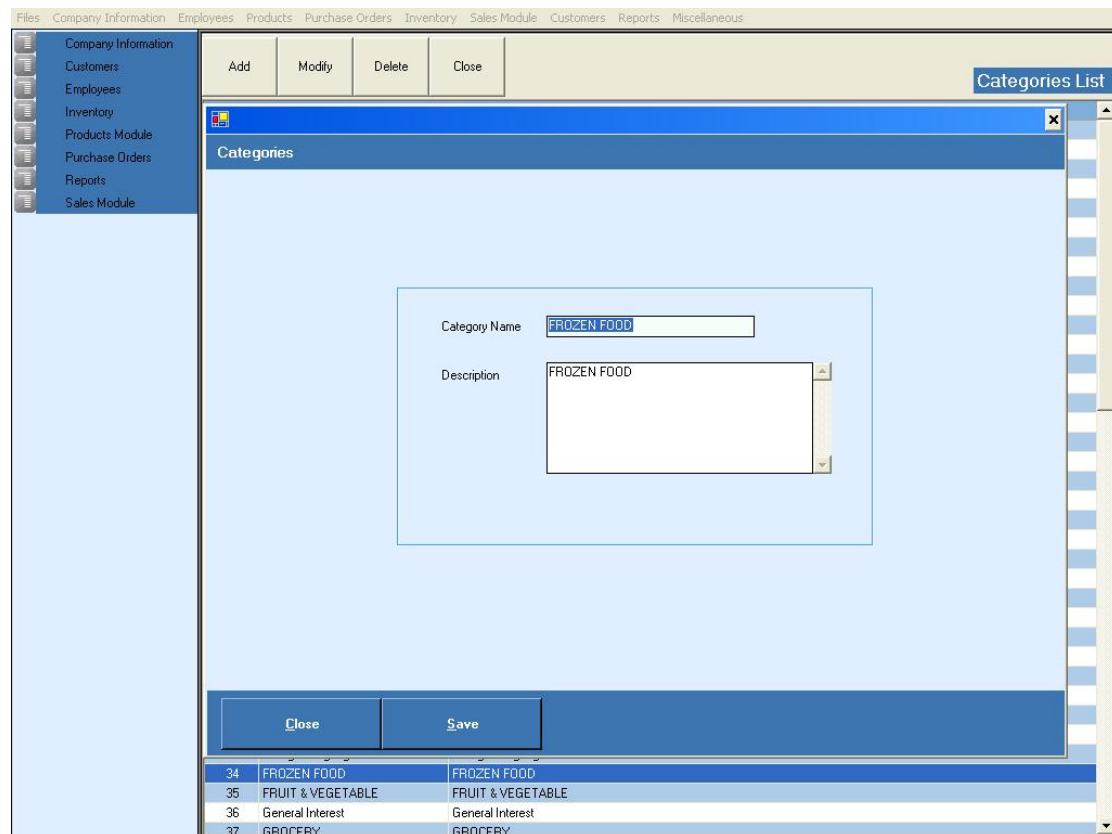 Files Company Information Employees Products Purchase Orders Inventory Sales Module Customers Reports Miscellaneous
Company Information
Customers
Employees
Inventory
Products Module
Purchase Orders
Reports
Sales Module
Add Modify Delete Close
Categories List
Categories
Category Name FROZEN FOOD
Description FROZEN FOOD
Close Save
34 FROZEN FOOD FROZEN FOOD
35 FRUIT & VEGETABLE FRUIT & VEGETABLE
36 General Interest General Interest
37 GROCERY GROCERY